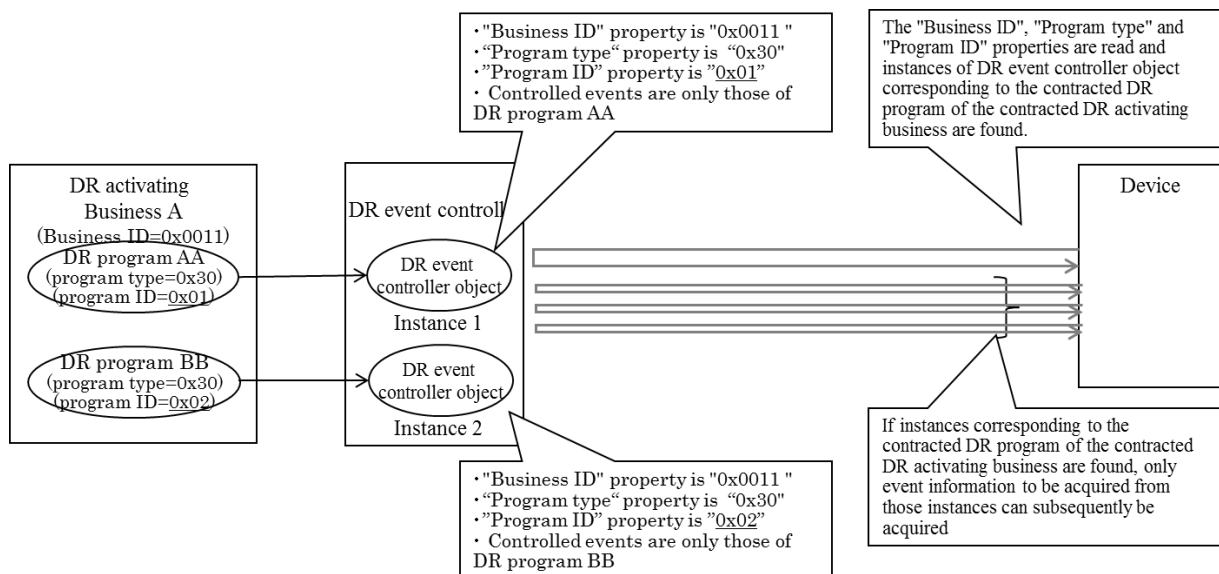 ・"Business ID" property is "0x0011 "
・“Program type“ property is “0x30"
・”Program ID” property is ”0x01”
・ Controlled events are only those of
DR program AA
The "Business ID", "Program type" and
"Program ID" properties are read and
instances of DR event controller object
corresponding to the contracted DR
program of the contracted DR activating
business are found.
DR activating
Business A
(Business ID=0x0011)
DR program AA
(program type=0x30)
(program ID=0x01)
DR program BB
(program type=0x30)
(program ID=0x02)
DR event controll
DR event
controller object
Instance 1
DR event
controller object
Instance 2
Device
・"Business ID" property is "0x0011 "
・“Program type“ property is “0x30"
・”Program ID” property is ”0x02”
・ Controlled events are only those of
DR program BB
If instances corresponding to the
contracted DR program of the contracted
DR activating business are found, only
event information to be acquired from
those instances can subsequently be
acquired